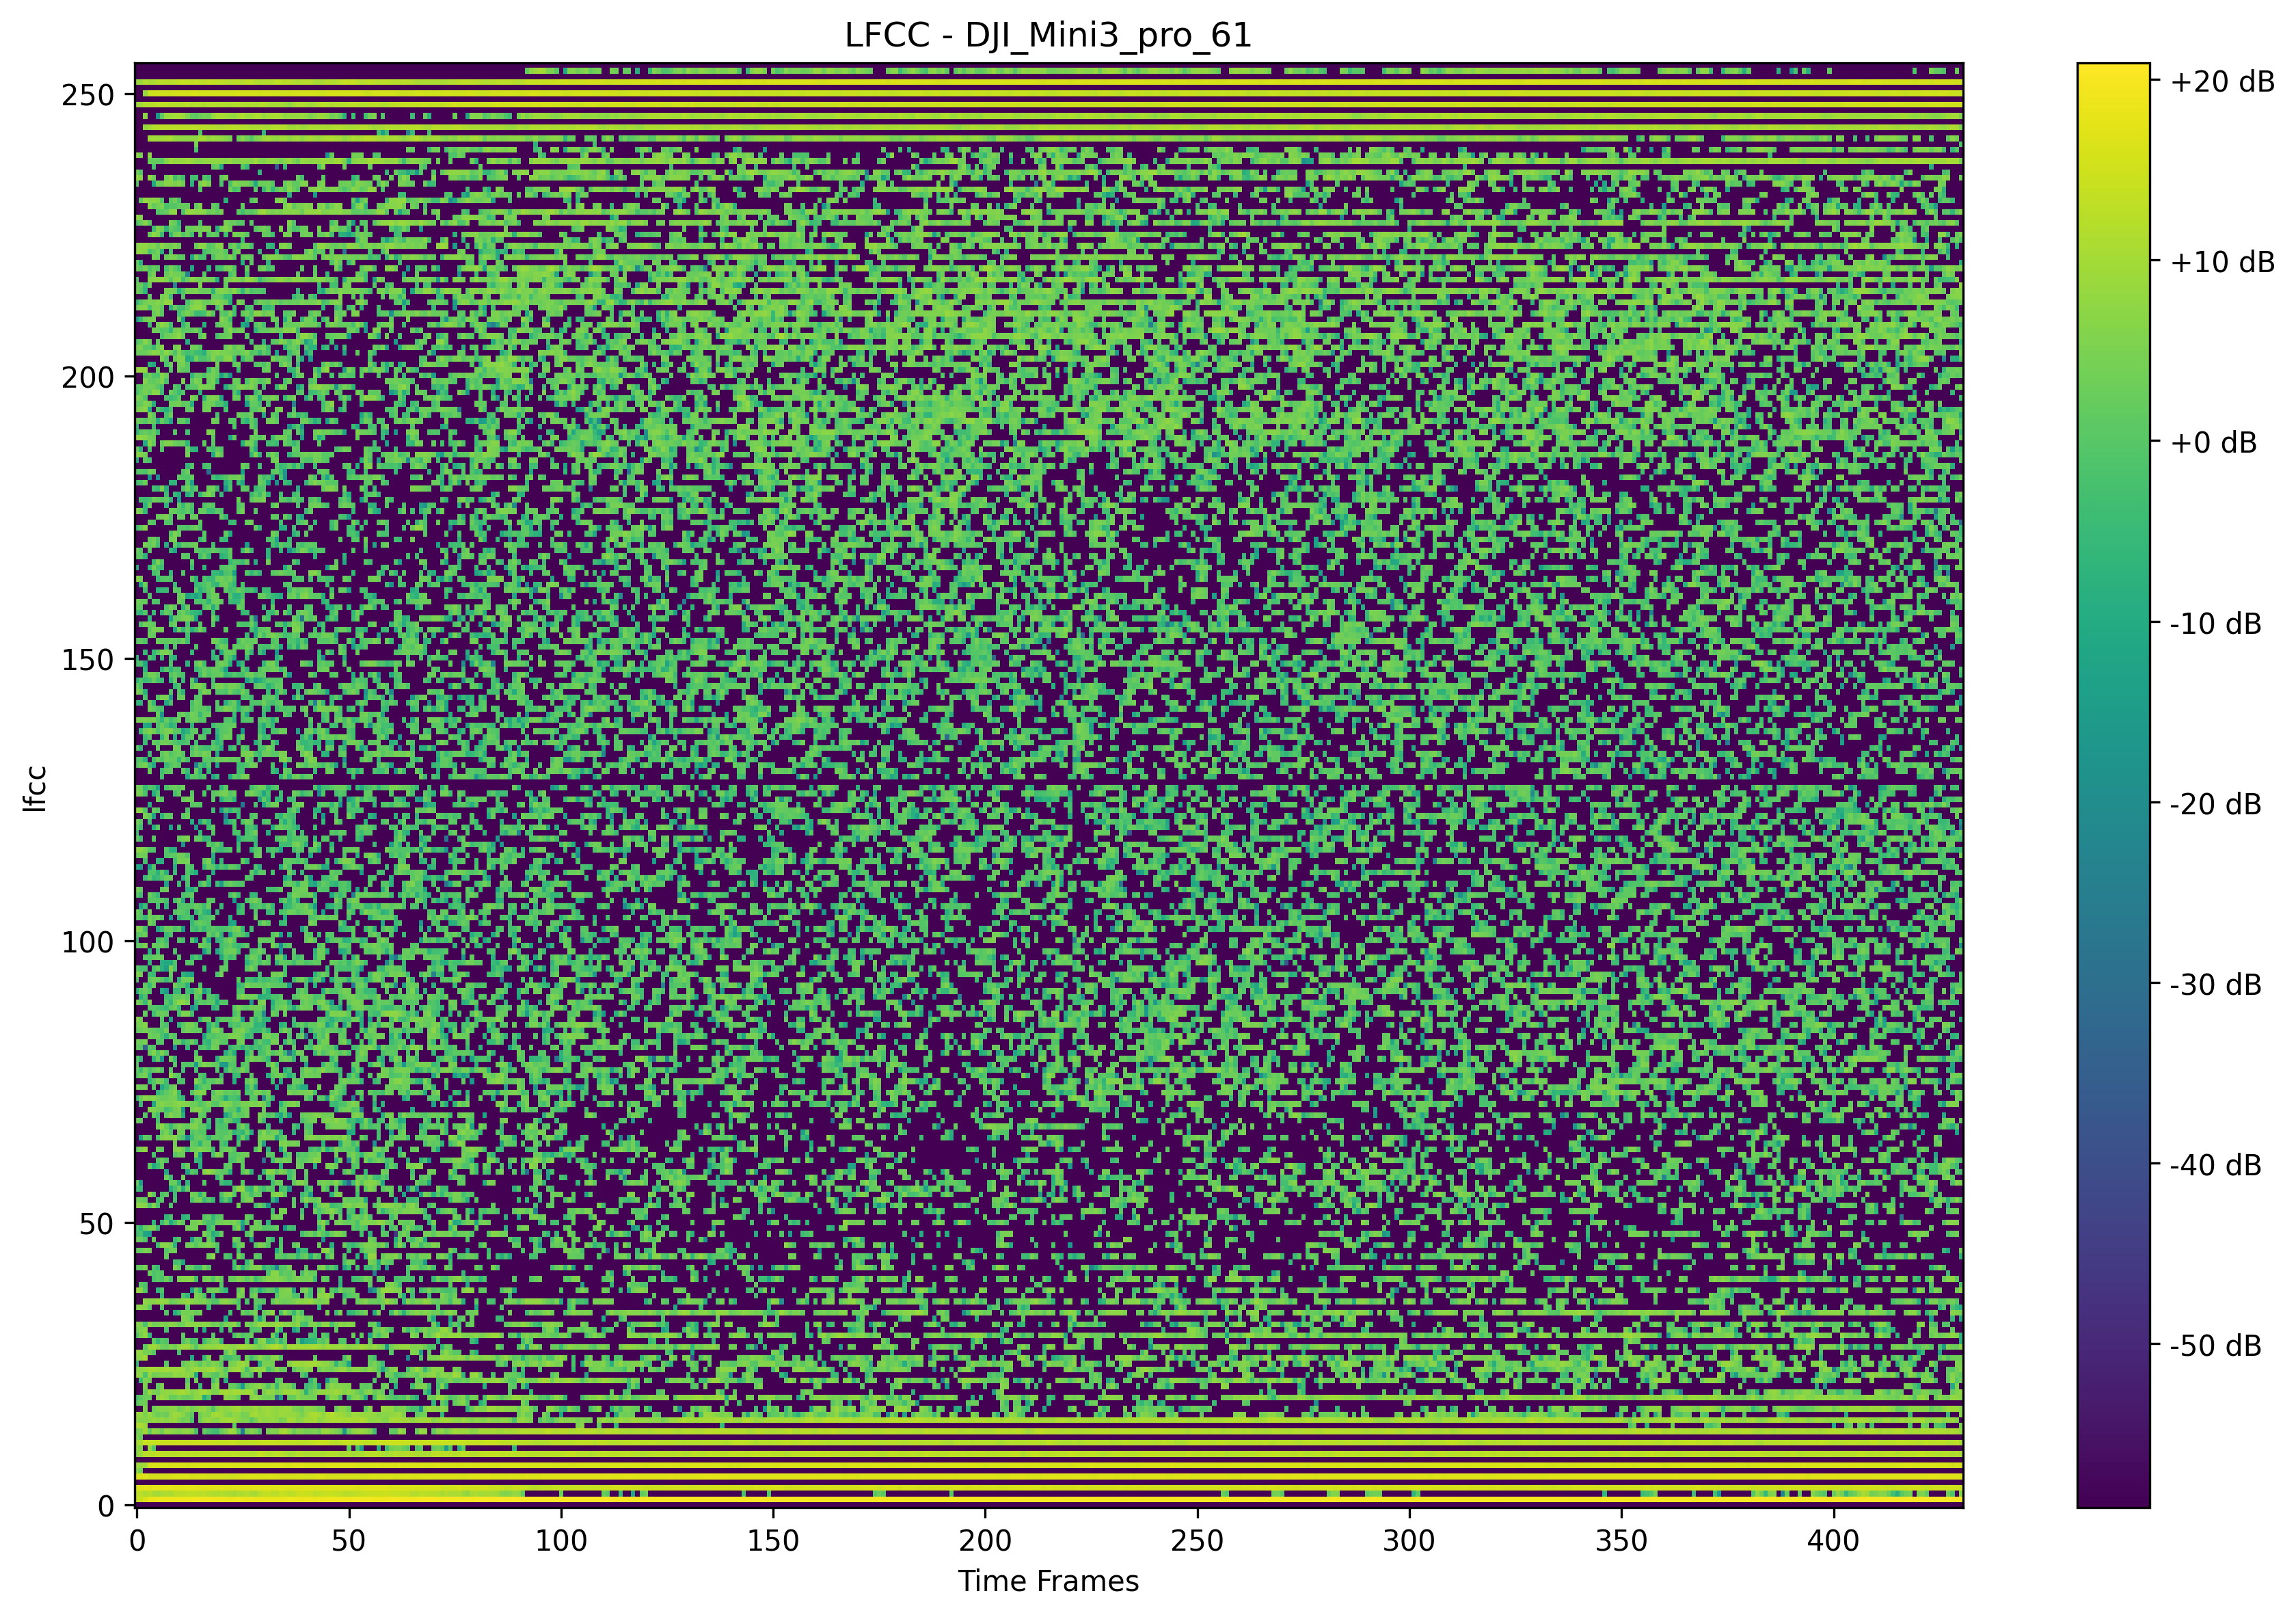 LFCC - DJI_Mini3_pro_61
250
200
150
100
50
0
lfcc
0 50 100 150 200 250 300 350 400
Time Frames
+20 dB
+10 dB
+0 dB
-10 dB
-20 dB
-30 dB
-40 dB
-50 dB